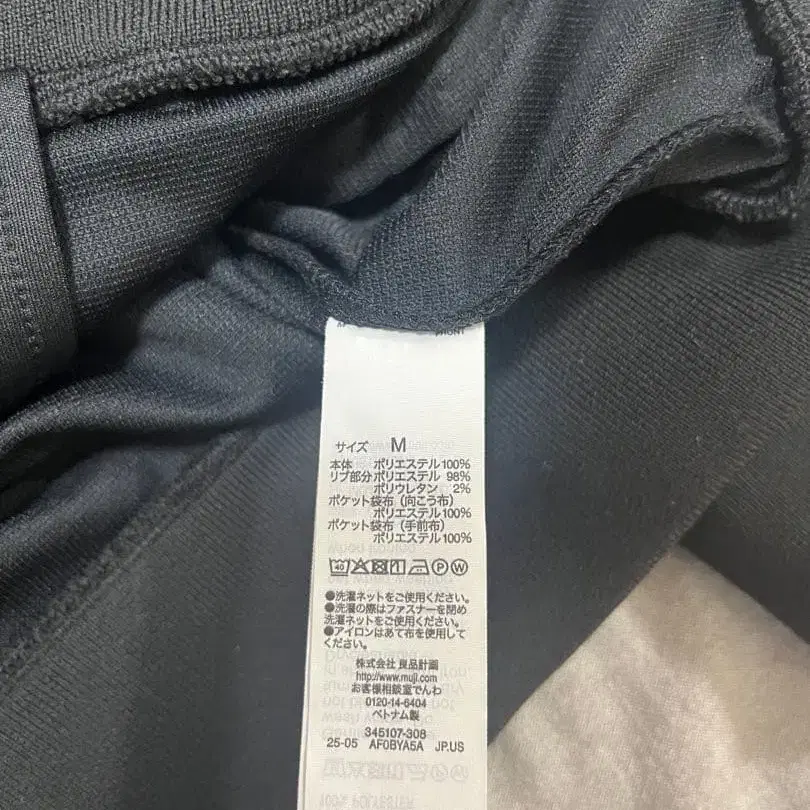 サイズ M
本体 ポリエステル100%
リブ部分 ポリエステル 98%
ポリウレタン 2%
ポケット袋布(向こう布)
ポリエステル100%
ポケット袋布(手前布)
ポリエステル100%
40 P W
●洗濯ネットをご使用ください。
●洗濯の際はファスナーを閉め
洗濯ネットをご使用ください。
●アイロンはあて布を使用して
ください。
株式会社 良品計画
http://www.muji.com
お客様相談室でんわ
0120-14-6404
ベトナム製
345107-308
25-05 AF0BYA5A JP.US